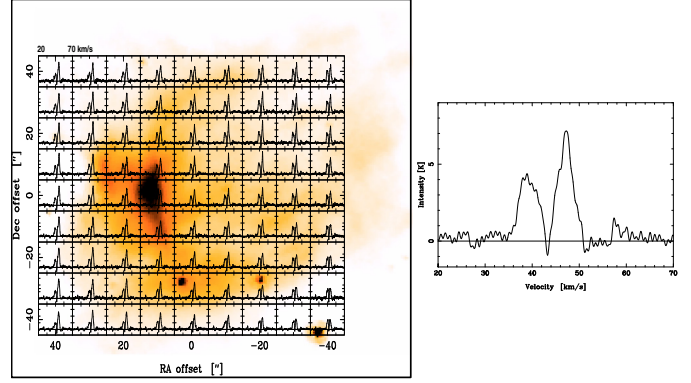 20 70 km/s
40
20
0
−20
−40
Dec offset ["]
40 20 0 −20 −40
RA offset ["]
Intensity [K]
5
0
20 30 40 50 60 70
Velocity [km/s]